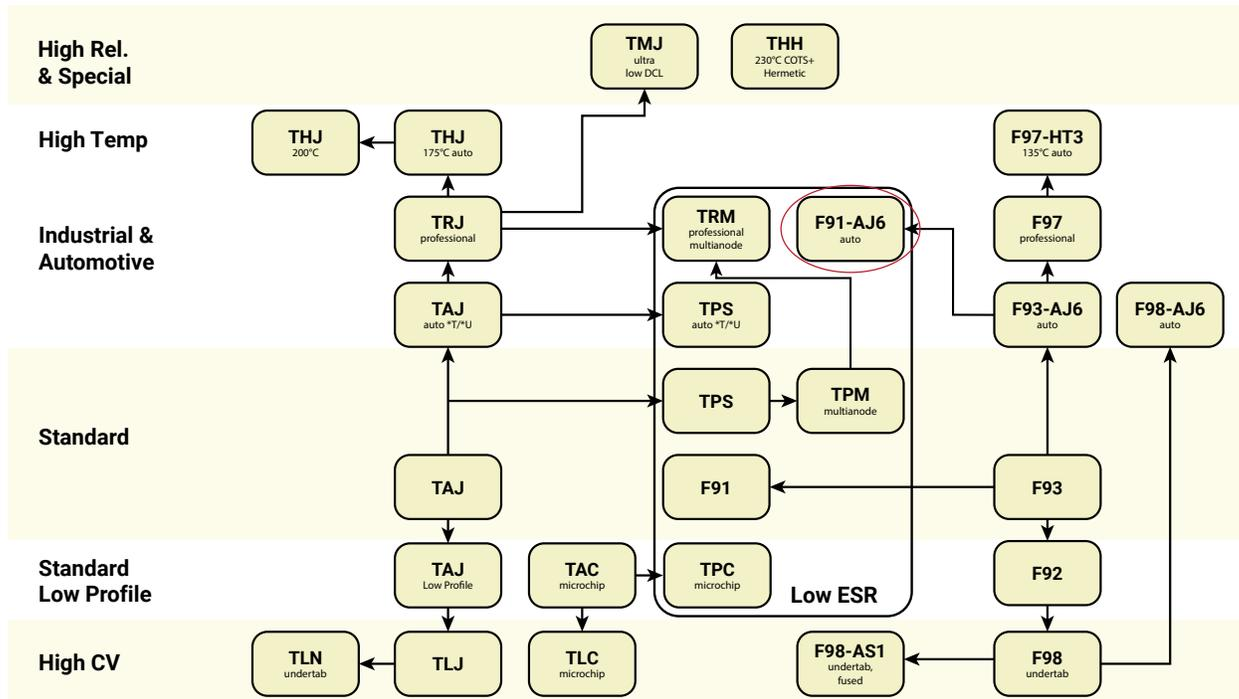 High Rel.
& Special
TMJ
ultra
low DCL
THH
230°C COTS+
Hermetic
High Temp
THJ
200°C
THJ
175°C auto
F97-HT3
135°C auto
Industrial &
Automotive
TRJ
professional
TRM
professional
multianode
F91-AJ6
auto
F97
professional
TAJ
auto *T/*U
TPS
auto *T/*U
F93-AJ6
auto
F98-AJ6
auto
Standard
TPS
TPM
multianode
TAJ
F91
F93
Standard
Low Profile
TAJ
Low Profile
TAC
microchip
TPC
microchip
Low ESR
F92
High CV
TLN
undertab
TLJ
TLC
microchip
F98-AS1
undertab,
fused
F98
undertab